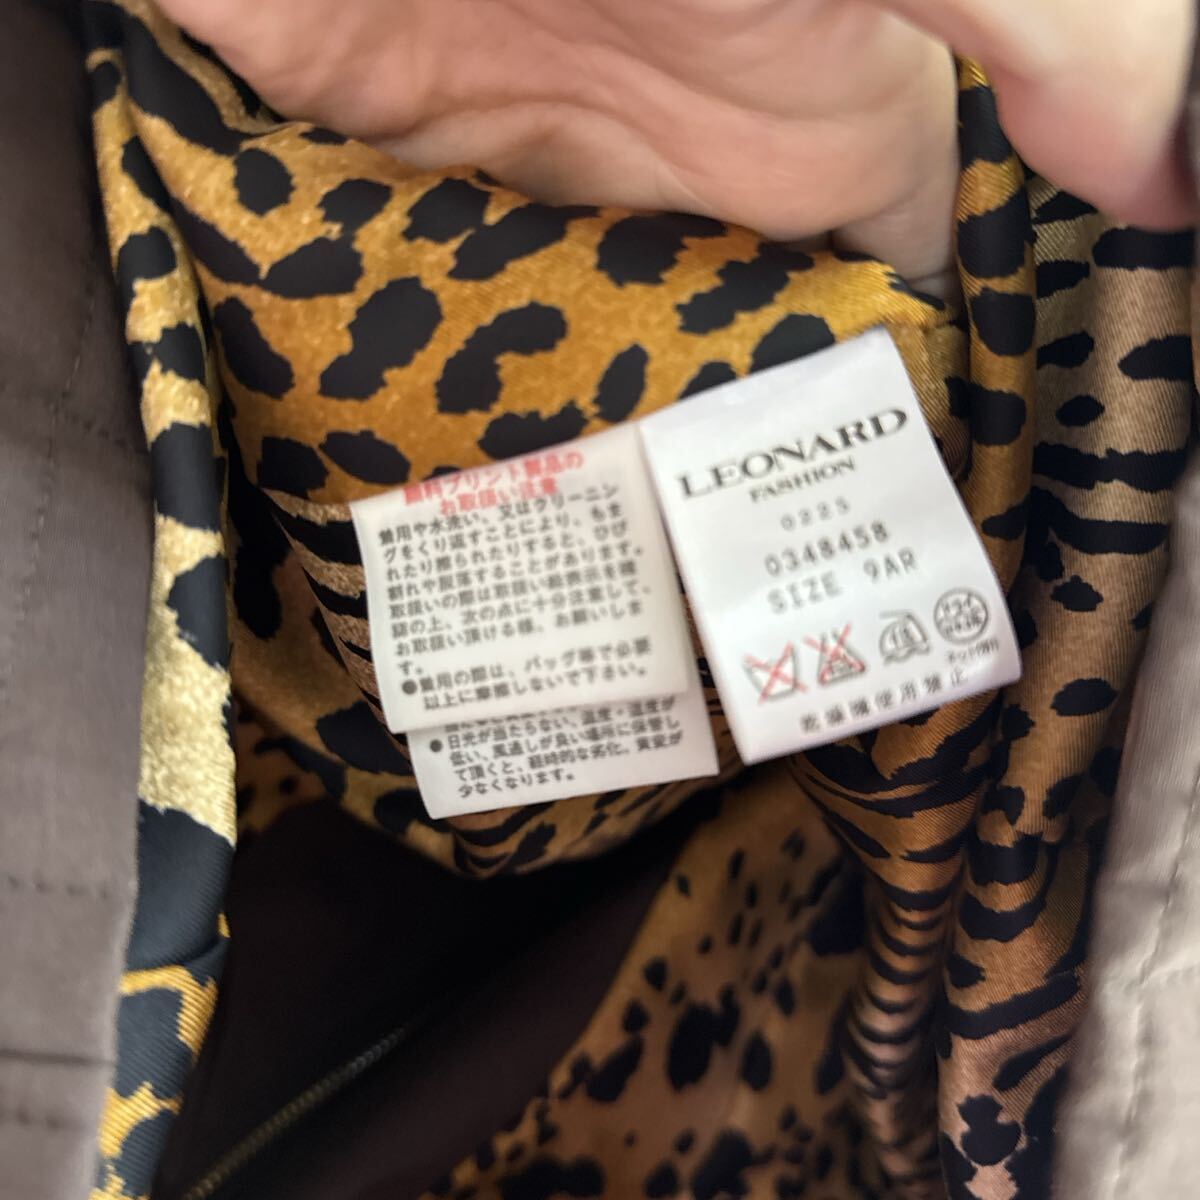 顔料プリント製品の
お取扱い注意
着用や水洗い、又はクリーニン
グをくり返すことにより、もま
れたり擦られたりすると、ひび
割れや脱落することがあります。
取扱いの際は取扱い絵表示を確
認の上、次の点に十分注意して、
お取扱い頂ける様、お願いしま
す。
●着用の際は、バッグ等で必要
以上に摩擦しないで下さい。
●日光が当たらない、温度・湿度が
低い、風通しが良い場所に保管し
て頂くと、経時的な劣化、黄変が
少なくなります。
LEONARD
FASHION
0225
0348458
SIZE 9AR
ドライ
乾燥機使用禁止